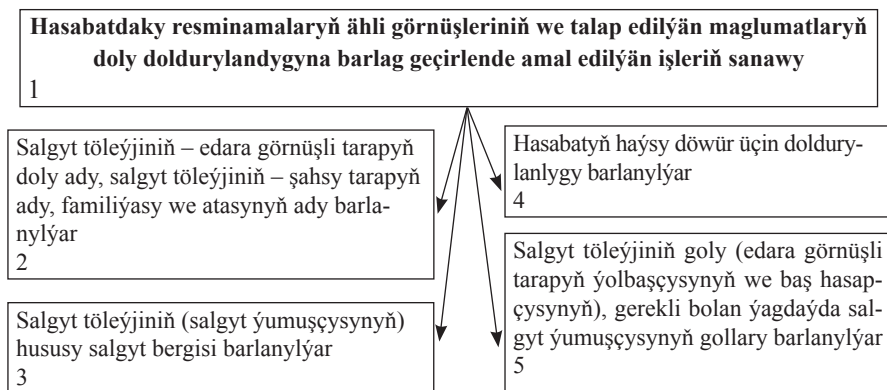 Hasabatdaky resminamalaryň ähli görnüşleriniň we talap edilýän maglumatlaryň
doly doldurylandygyna barlag geçirlende amal edilýän işleriň sanawy
1
Salgyt töleýjiniň – edara görnüşli tarapyň
doly ady, salgyt töleýjiniň – şahsy tarapyň
ady, familiýasy we atasynyň ady barla-
nylýar
2
Salgyt töleýjiniň (salgyt ýumuşçysynyň)
hususy salgyt bergisi barlanylýar
3
Hasabatyň haýsy döwür üçin doldury-
lanlygy barlanylýar
4
Salgyt töleýjiniň goly (edara görnüşli
tarapyň ýolbaşçysynyň we baş hasap-
çysynyň), gerekli bolan ýagdaýda sal-
gyt ýumuşçysynyň gollary barlanylýar
5